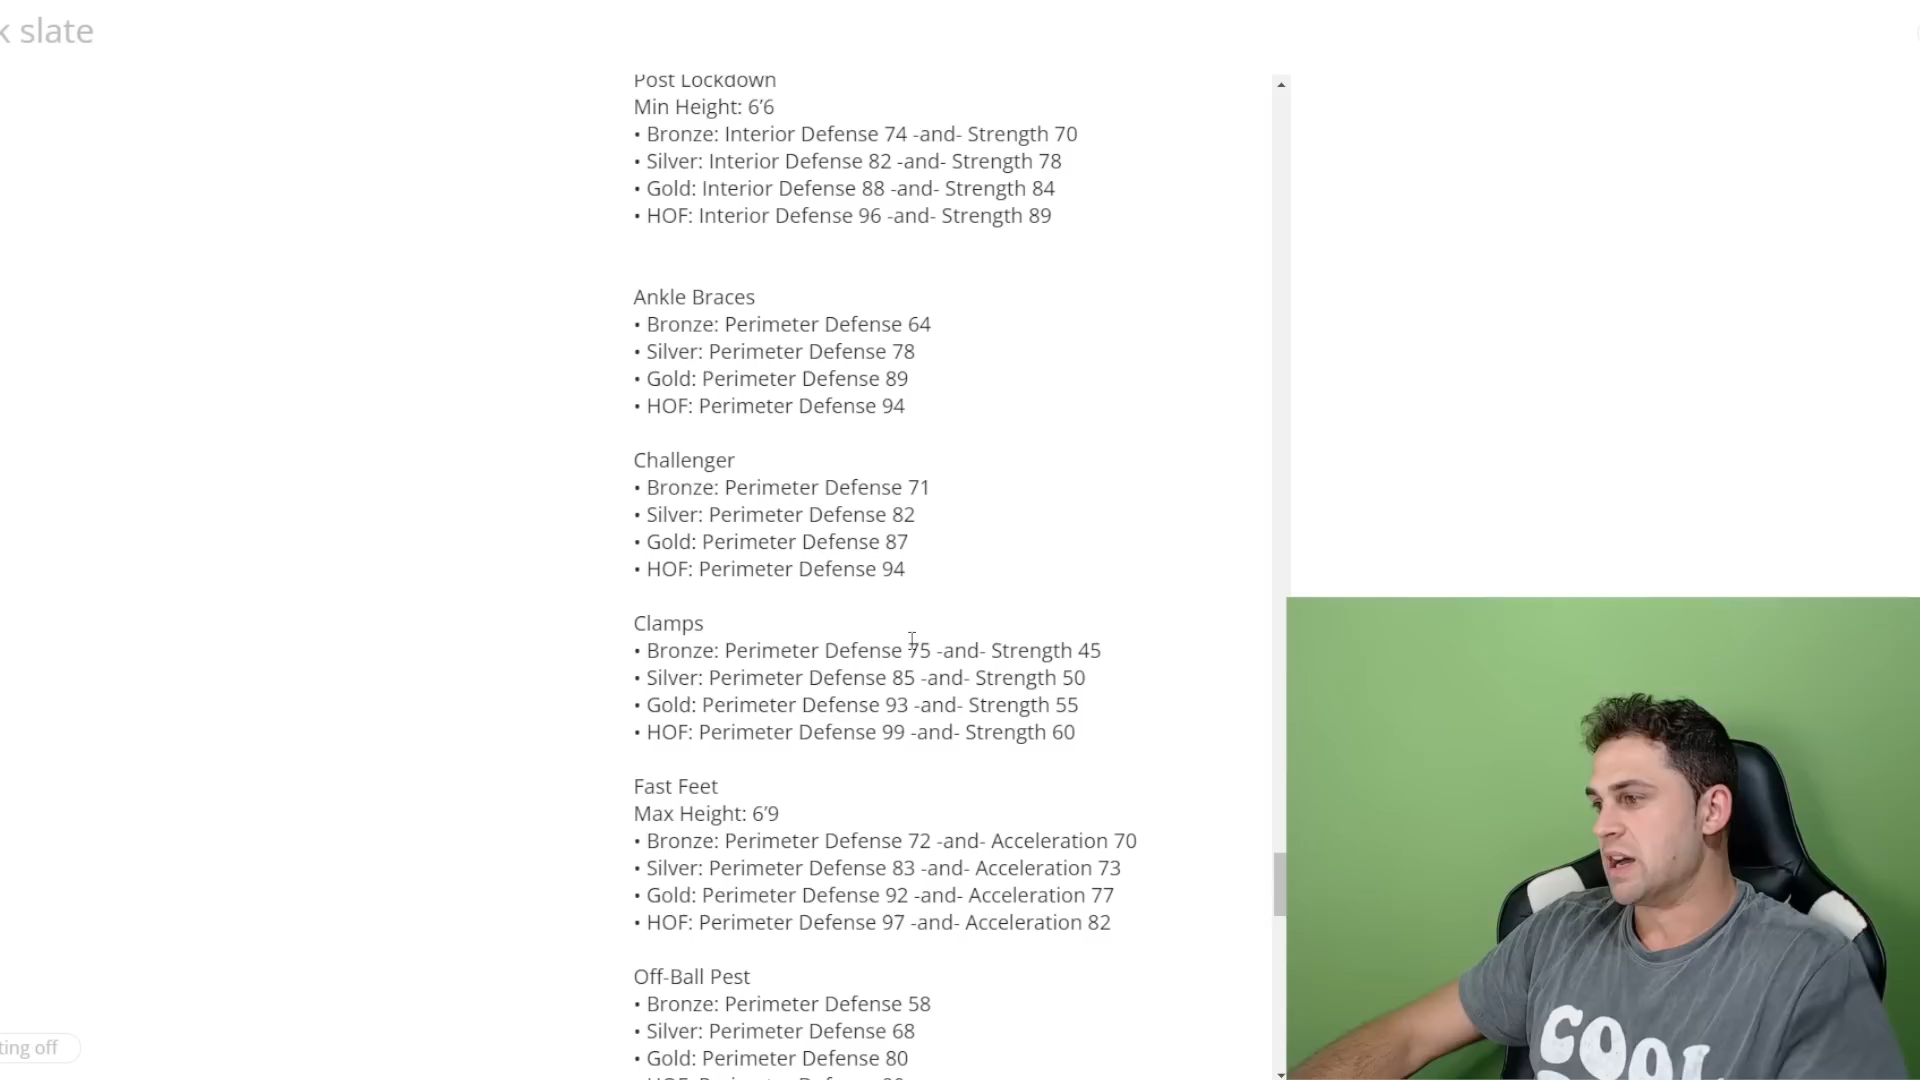 k slate
Post Lockdown
Min Height: 6’6
• Bronze: Interior Defense 74 -and- Strength 70
• Silver: Interior Defense 82 -and- Strength 78
• Gold: Interior Defense 88 -and- Strength 84
• HOF: Interior Defense 96 -and- Strength 89
Ankle Braces
• Bronze: Perimeter Defense 64
• Silver: Perimeter Defense 78
• Gold: Perimeter Defense 89
• HOF: Perimeter Defense 94
Challenger
• Bronze: Perimeter Defense 71
• Silver: Perimeter Defense 82
• Gold: Perimeter Defense 87
• HOF: Perimeter Defense 94
Clamps
• Bronze: Perimeter Defense 75 -and- Strength 45
• Silver: Perimeter Defense 85 -and- Strength 50
• Gold: Perimeter Defense 93 -and- Strength 55
• HOF: Perimeter Defense 99 -and- Strength 60
Fast Feet
Max Height: 6’9
• Bronze: Perimeter Defense 72 -and- Acceleration 70
• Silver: Perimeter Defense 83 -and- Acceleration 73
• Gold: Perimeter Defense 92 -and- Acceleration 77
• HOF: Perimeter Defense 97 -and- Acceleration 82
Off-Ball Pest
• Bronze: Perimeter Defense 58
• Silver: Perimeter Defense 68
• Gold: Perimeter Defense 80
ting off
COOL